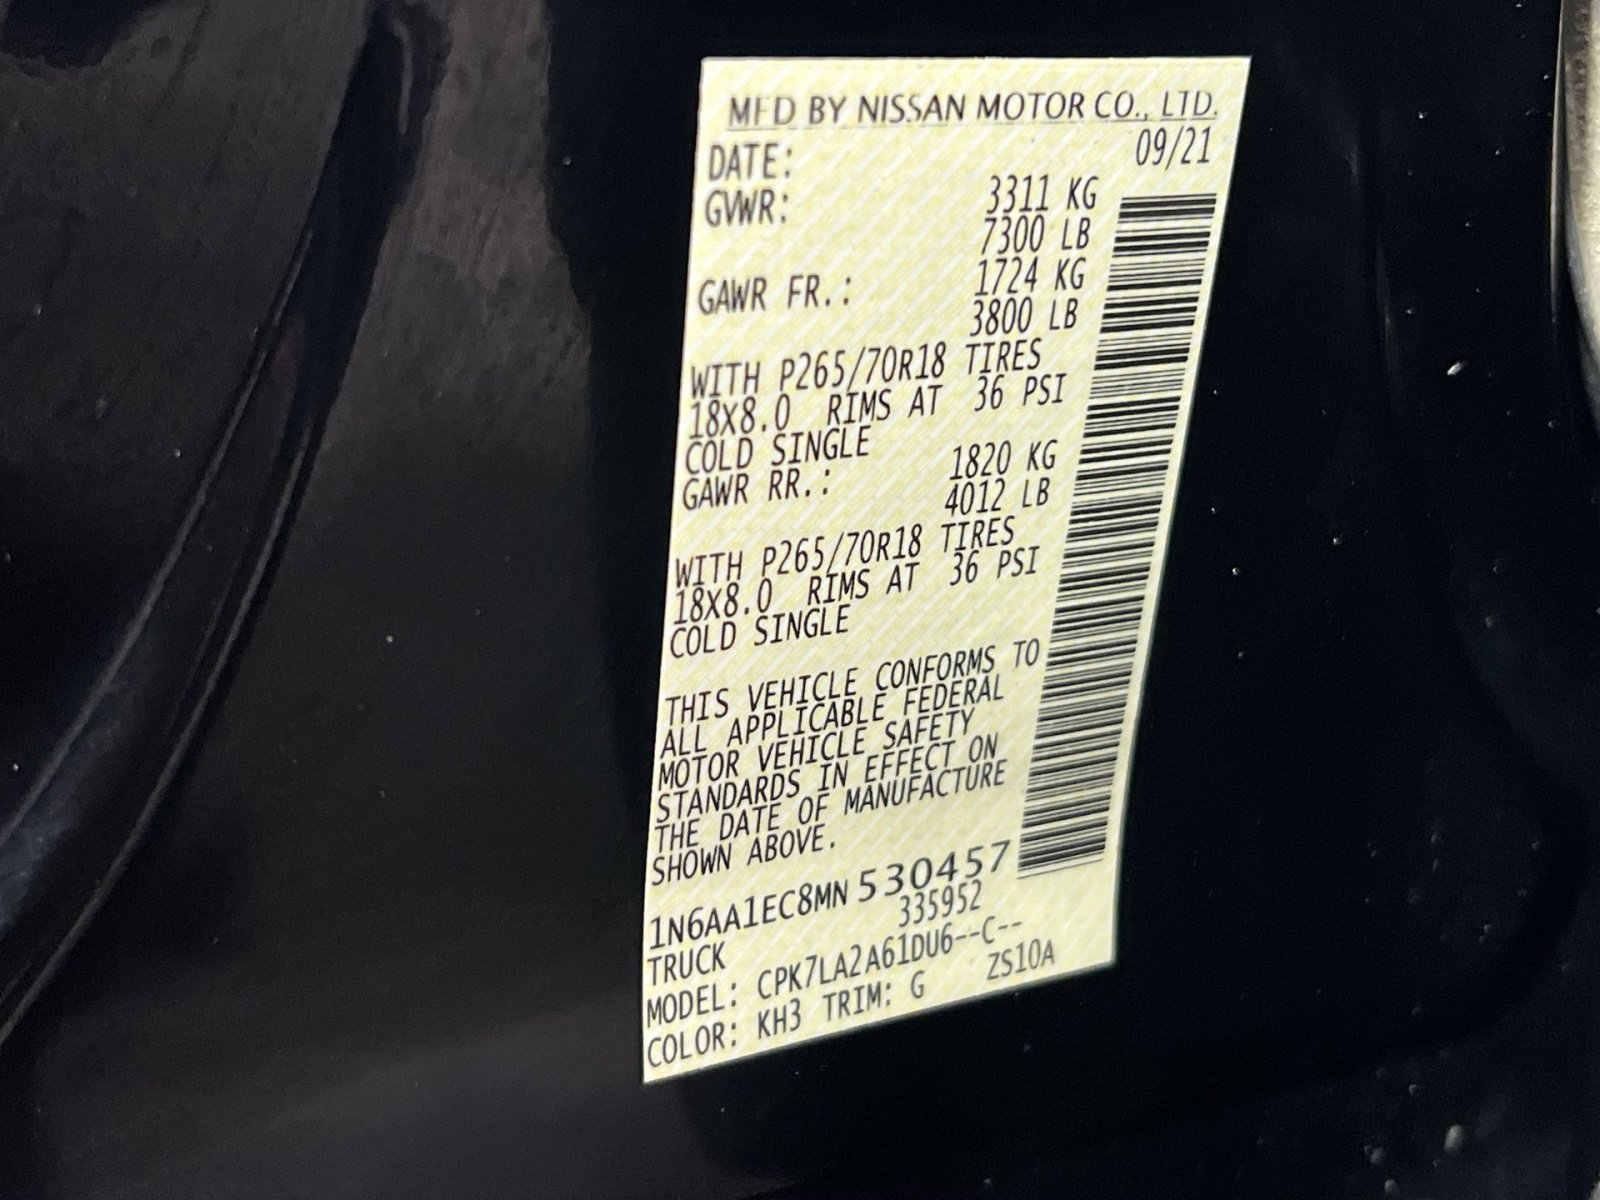 MFD BY NISSAN MOTOR CO., LTD.
DATE: 09/21
GVWR: 3311 KG
7300 LB
GAWR FR.: 1724 KG
3800 LB
WITH P265/70R18 TIRES
18X8.0 RIMS AT 36 PSI
COLD SINGLE
GAWR RR.: 1820 KG
4012 LB
WITH P265/70R18 TIRES
18X8.0 RIMS AT 36 PSI
COLD SINGLE
THIS VEHICLE CONFORMS TO
ALL APPLICABLE FEDERAL
MOTOR VEHICLE SAFETY
STANDARDS IN EFFECT ON
THE DATE OF MANUFACTURE
SHOWN ABOVE.
1N6AA1EC8MN530457
335952
TRUCK
MODEL: CPK7LA2A61DU6--C--
COLOR: KH3 TRIM: G ZS10A